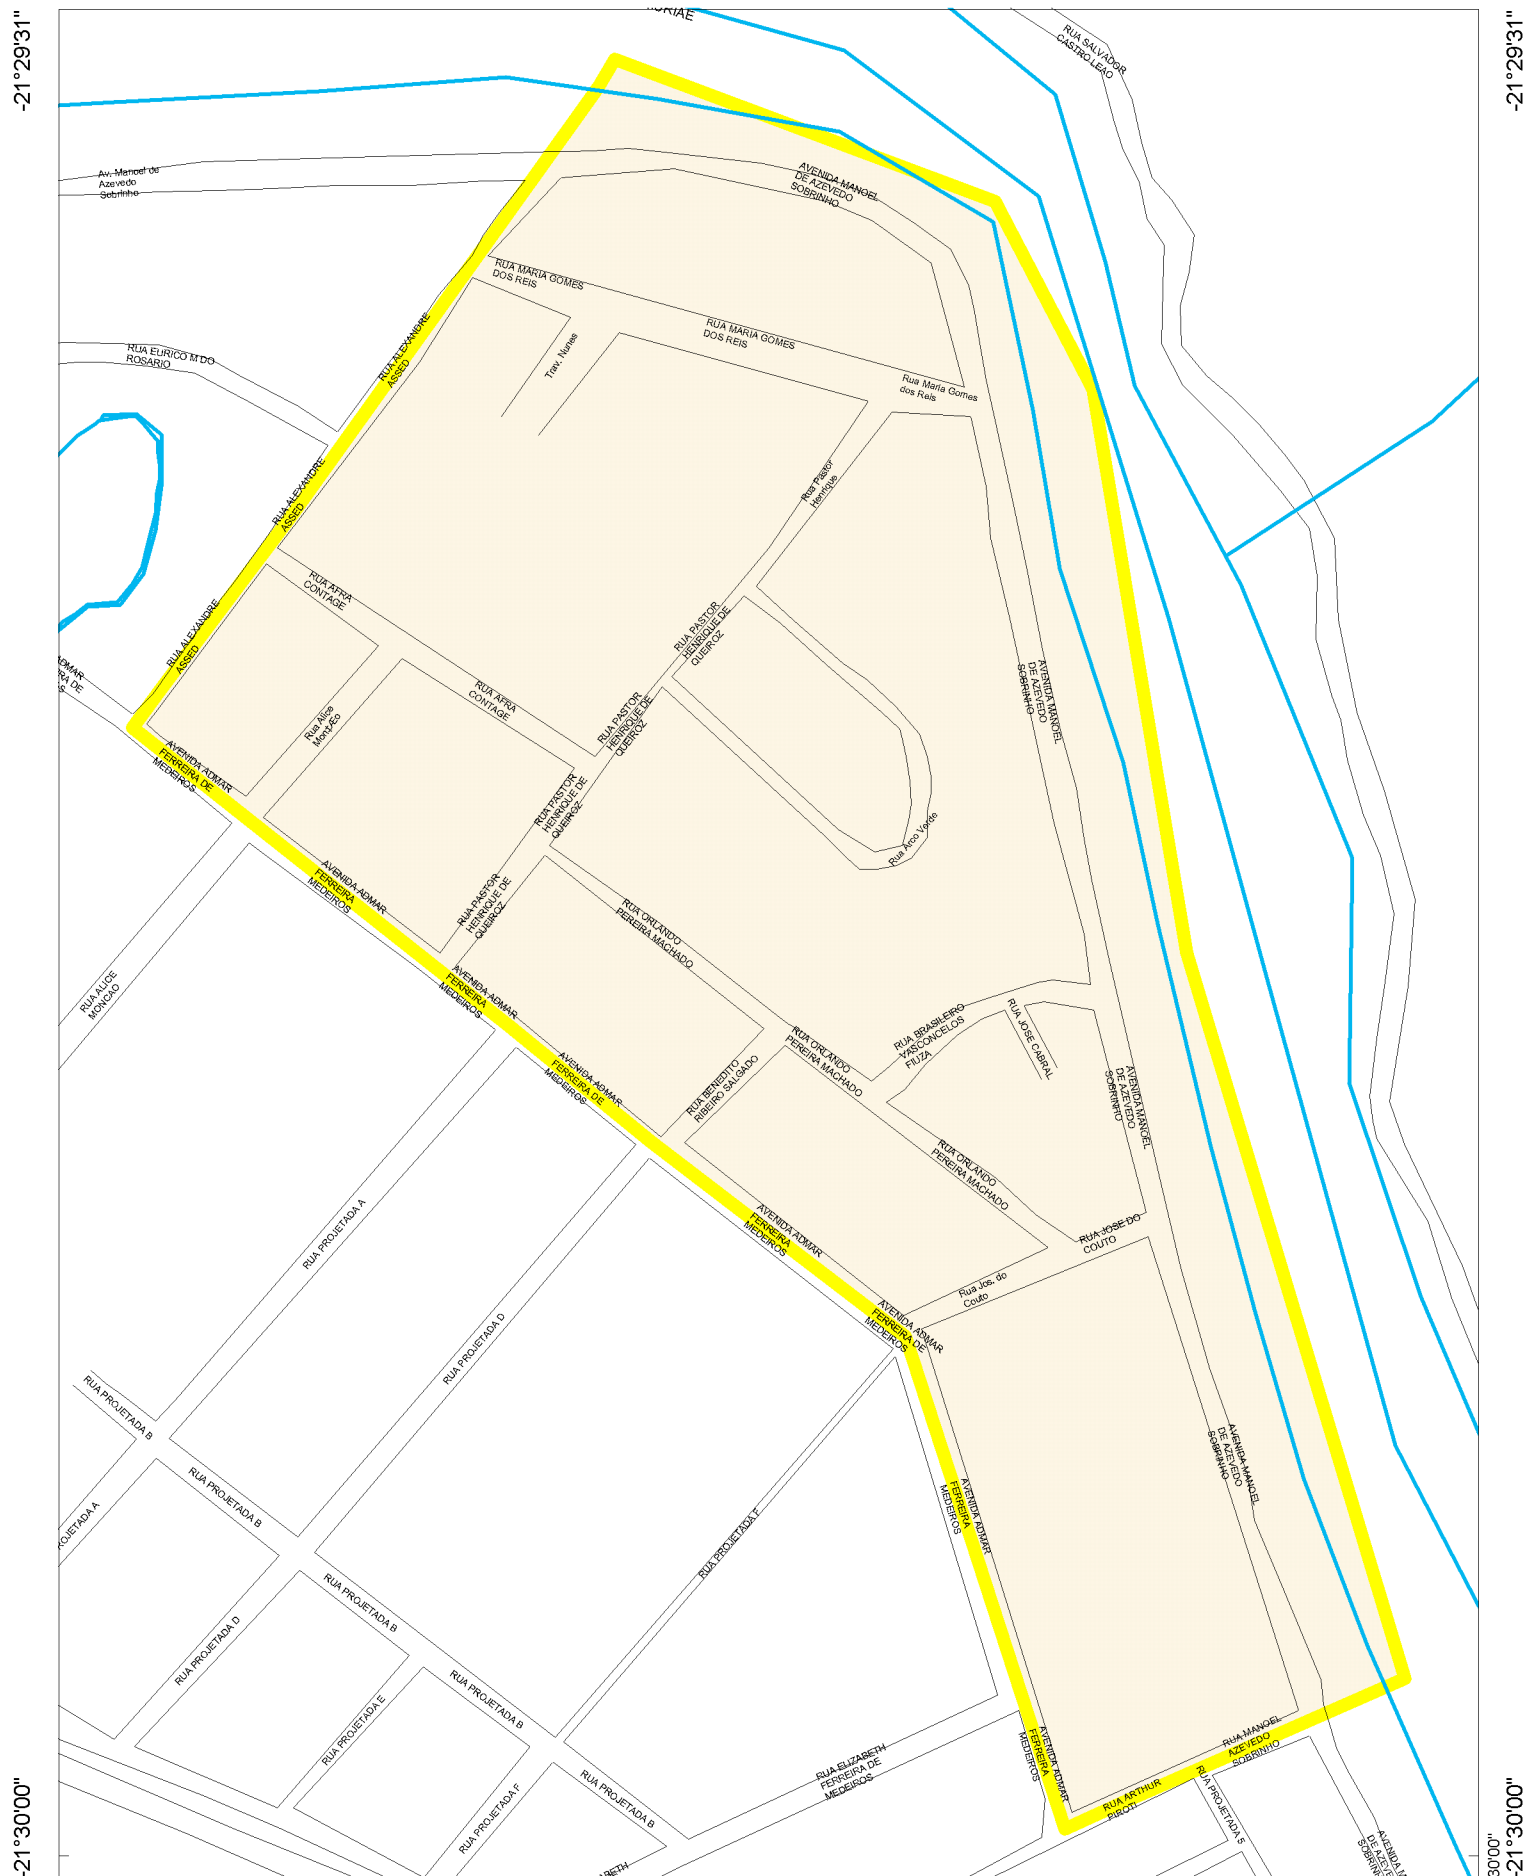 -21°29'31"
-21°29'31"
RUA SALVADOR
CASTRO LEAO
Av. Manoel de
Azevedo
Sobrinho
AVENIDA MANOEL
DE AZEVEDO
SOBRINHO
RUA MARIA GOMES
DOS REIS
RUA MARIA GOMES
DOS REIS
Rua Maria Gomes
dos Reis
RUA EURICO M DO
ROSARIO
RUA ALEXANDRE
ASSED
Trav. Nunes
RUA ALEXANDRE
ASSED
Rua Pastor
Henrique
RUA AFRA
CONTAGE
RUA ALEXANDRE
ASSED
RUA PASTOR
HENRIQUE DE
QUEIROZ
AVENIDA MANOEL
DE AZEVEDO
SOBRINHO
RUA AFRA
CONTAGE
Rua Alice
RUA PASTOR
HENRIQUE DE
QUEIROZ
AVENIDA ADMAR
FERREIRA DE
MEDEIROS
RUA PASTOR
HENRIQUE DE
QUEIROZ
Rua Arco Verde
AVENIDA ADMAR
FERREIRA
MEDEIROS
RUA PASTOR
HENRIQUE DE
QUEIROZ
RUA ORLANDO
PEREIRA MACHADO
RUA ALICE
MONCAO
AVENIDA ADMAR
FERREIRA
MEDEIROS
RUA BRASILEIRO
VASCONCELOS
FIUZA
RUA JOSE CABRAL
RUA ORLANDO
PEREIRA MACHADO
AVENIDA ADMAR
FERREIRA DE
MEDEIROS
RUA BENEDITO
RIBEIRO SALGADO
AVENIDA MANOEL
DE AZEVEDO
SOBRINHO
RUA ORLANDO
PEREIRA MACHADO
RUA PROJETADA A
AVENIDA ADMAR
FERREIRA
MEDEIROS
RUA JOSE DO
COUTO
Rua Jos. do
Couto
RUA PROJETADA D
AVENIDA ADMAR
FERREIRA DE
MEDEIROS
RUA PROJETADA B
AVENIDA MANOEL
DE AZEVEDO
SOBRINHO
RUA PROJETADA B
OJETADA A
AVENIDA ADMAR
FERREIRA
MEDEIROS
RUA PROJETADA F
RUA PROJETADA B
RUA PROJETADA D
RUA PROJETADA B
RUA PROJETADA E
RUA ELIZABETH
FERREIRA DE
MEDEIROS
AVENIDA ADMAR
FERREIRA
MEDEIROS
RUA MANOEL
AZEVEDO
SOBRINHO
RUA ARTHUR
PIROTI
RUA PROJETADA 5
RUA PROJETADA B
RUA PROJETADA F
-21°30'00"
-21°30'00"